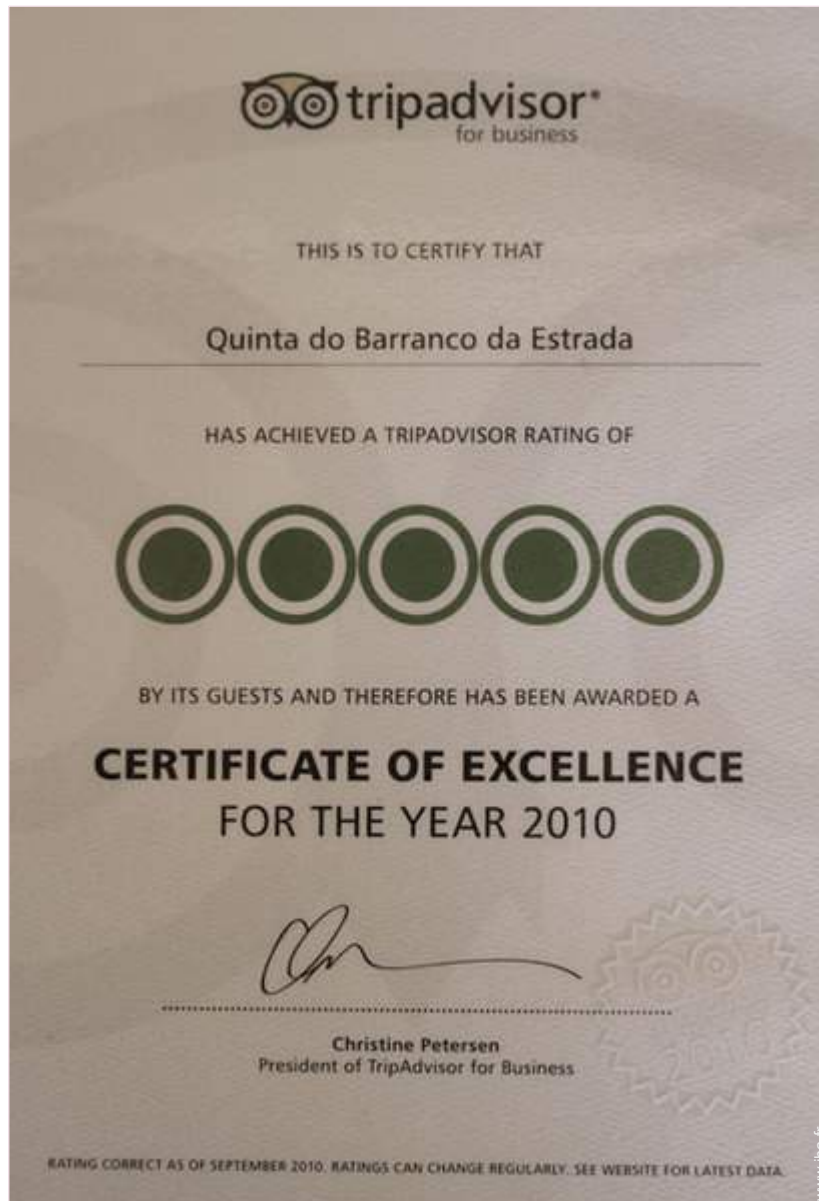 tripadvisor®
for business
THIS IS TO CERTIFY THAT
Quinta do Barranco da Estrada
HAS ACHIEVED A TRIPADVISOR RATING OF
BY ITS GUESTS AND THEREFORE HAS BEEN AWARDED A
CERTIFICATE OF EXCELLENCE
FOR THE YEAR 2010
Christine Petersen
President of TripAdvisor for Business
2010
RATING CORRECT AS OF SEPTEMBER 2010. RATINGS CAN CHANGE REGULARLY. SEE WEBSITE FOR LATEST DATA.